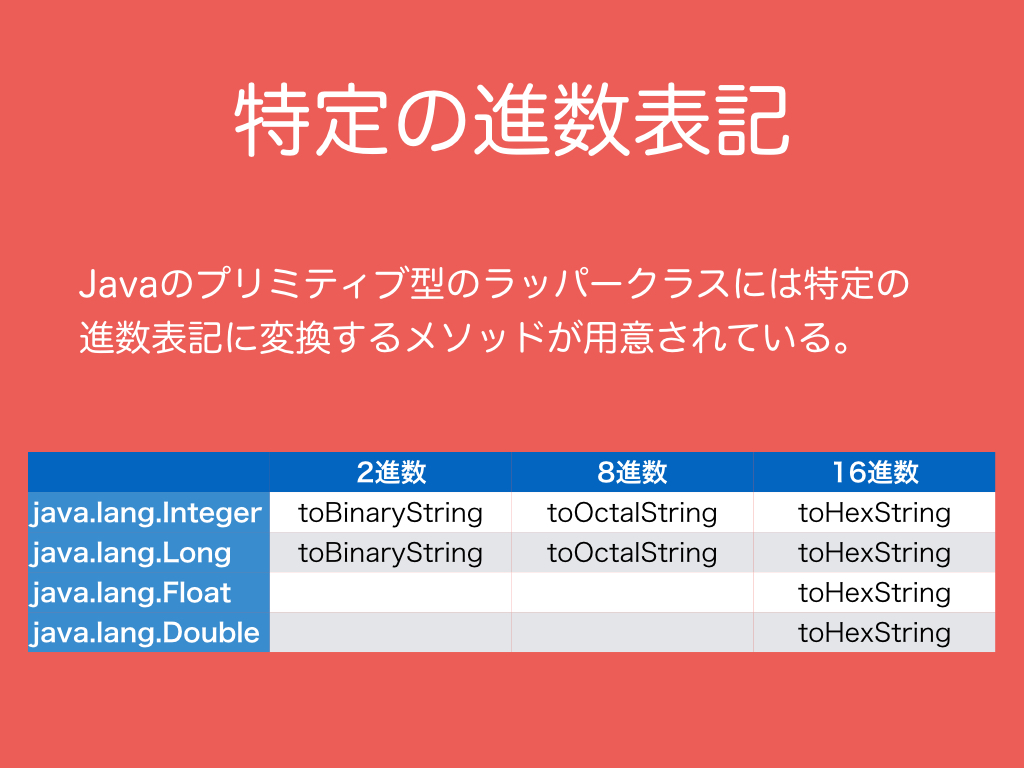 特定の進数表記
Javaのプリミティブ型のラッパークラスには特定の
進数表記に変換するメソッドが用意されている。
2進数 8進数 16進数
java.lang.Integer toBinaryString toOctalString toHexString
java.lang.Long toBinaryString toOctalString toHexString
java.lang.Float toHexString
java.lang.Double toHexString